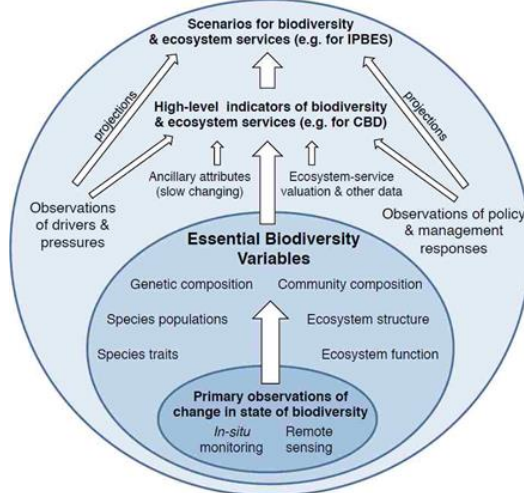 Scenarios for biodiversity
& ecosystem services (e.g. for IPBES)
projections
projections
High-level indicators of biodiversity
& ecosystem services (e.g. for CBD)
Ancillary attributes
(slow changing)
Ecosystem-service
valuation & other data
Observations
of drivers &
pressures
Observations of policy
& management
responses
Essential Biodiversity
Variables
Genetic composition
Community composition
Species populations
Ecosystem structure
Species traits
Ecosystem function
Primary observations of
change in state of biodiversity
In-situ
monitoring
Remote
sensing